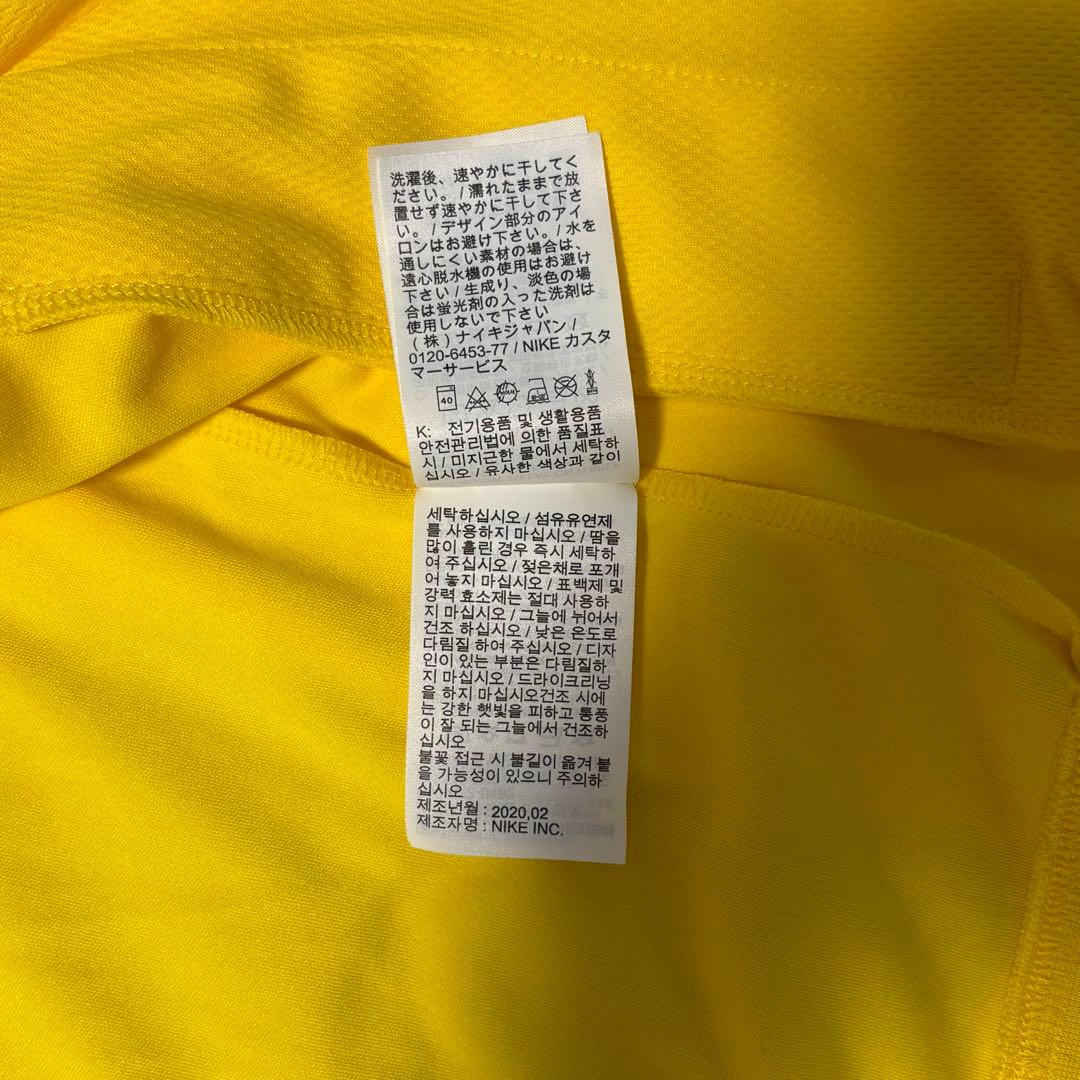 洗濯後、速やかに干してく
ださい。/ 濡れたままで放
置せず速やかに干して下さ
い。/ デザイン部分のアイ
ロンはお避け下さい。/ 水を
通しにくい素材の場合は、
遠心脱水機の使用はお避け
下さい / 生成り、淡色の場
合は蛍光剤の入った洗剤は
使用しないで下さい
(株) ナイキジャパン /
0120-6453-77 / NIKE カスタ
マーサービス
40
K: 전기용품 및 생활용품
안전관리법에 의한 품질표
시 / 미지근한 물에서 세탁하
십시오 / 유사한 색상과 같이
세탁하십시오 / 섬유유연제
를 사용하지 마십시오 / 땀을
많이 흘린 경우 즉시 세탁하
여 주십시오 / 젖은채로 포개
어 놓지 마십시오 / 표백제 및
강력 효소제는 절대 사용하
지 마십시오 / 그늘에 뉘어서
건조 하십시오 / 낮은 온도로
다림질 하여 주십시오 / 디자
인이 있는 부분은 다림질하
지 마십시오 / 드라이크리닝
을 하지 마십시오건조 시에
는 강한 햇빛을 피하고 통풍
이 잘 되는 그늘에서 건조하
십시오
불꽃 접근 시 불길이 옮겨 붙
을 가능성이 있으니 주의하
십시오
제조년월 : 2020,02
제조자명 : NIKE INC.